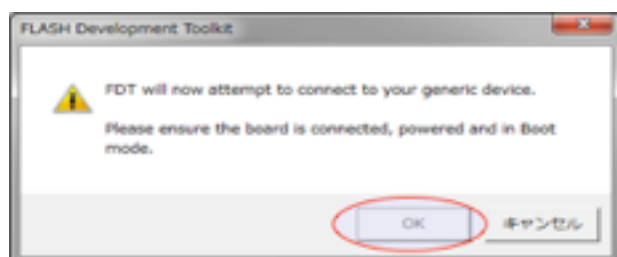 FLASH Development Toolkit
FDT will now attempt to connect to your generic device.
Please ensure the board is connected, powered and in Boot
mode.
OK
キャンセル